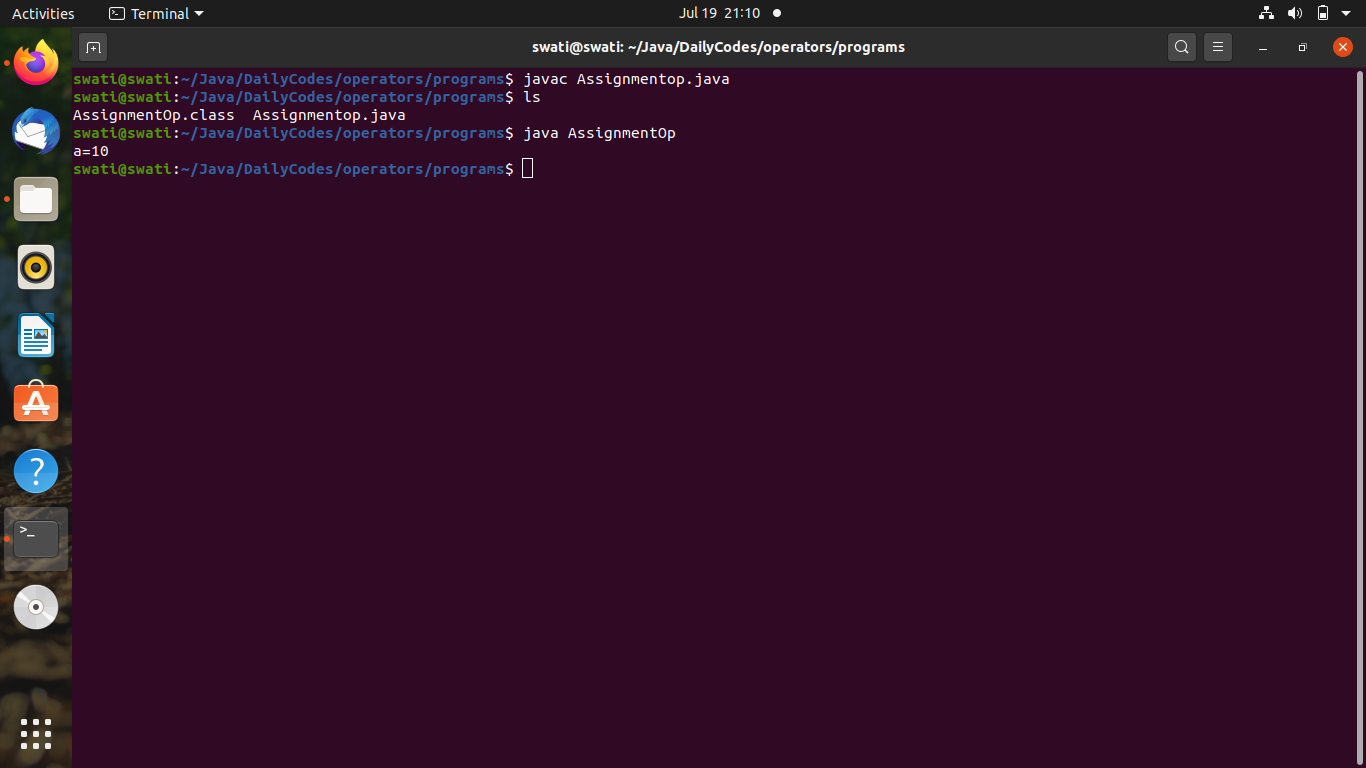 Activities Terminal Jul 19 21:10
swati@swati: ~/Java/DailyCodes/operators/programs
swati@swati:~/Java/DailyCodes/operators/programs$ javac Assignmentop.java
swati@swati:~/Java/DailyCodes/operators/programs$ ls
AssignmentOp.class  Assignmentop.java
swati@swati:~/Java/DailyCodes/operators/programs$ java AssignmentOp
a=10
swati@swati:~/Java/DailyCodes/operators/programs$